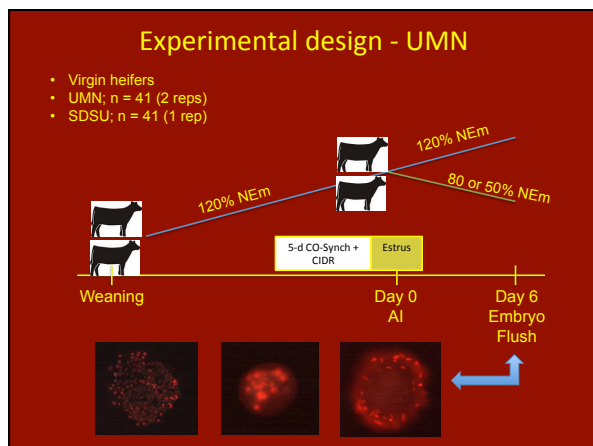 Experimental design - UMN
• Virgin heifers
• UMN; n = 41 (2 reps)
• SDSU; n = 41 (1 rep)
120% NEm
120% NEm
80 or 50% NEm
5-d CO-Synch +
CIDR
Estrus
Weaning
Day 0
AI
Day 6
Embryo
Flush